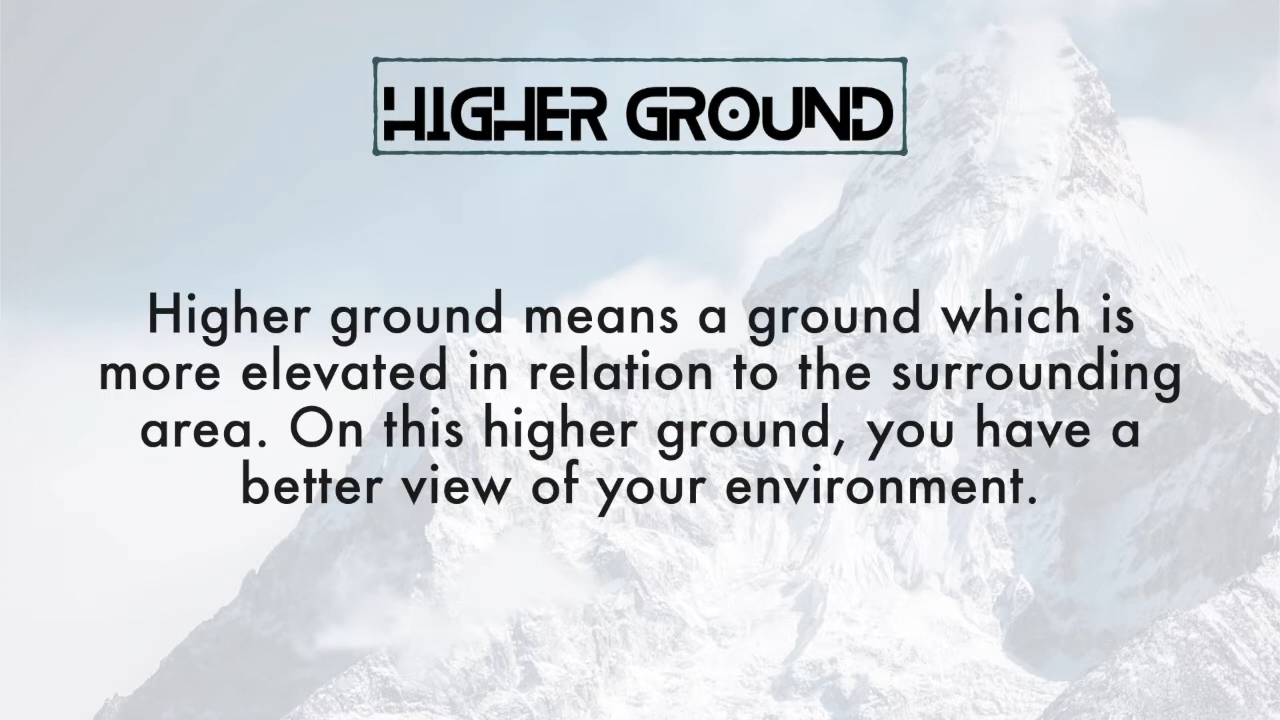 HIGHER GROUND
Higher ground means a ground which is
more elevated in relation to the surrounding
area. On this higher ground, you have a
better view of your environment.